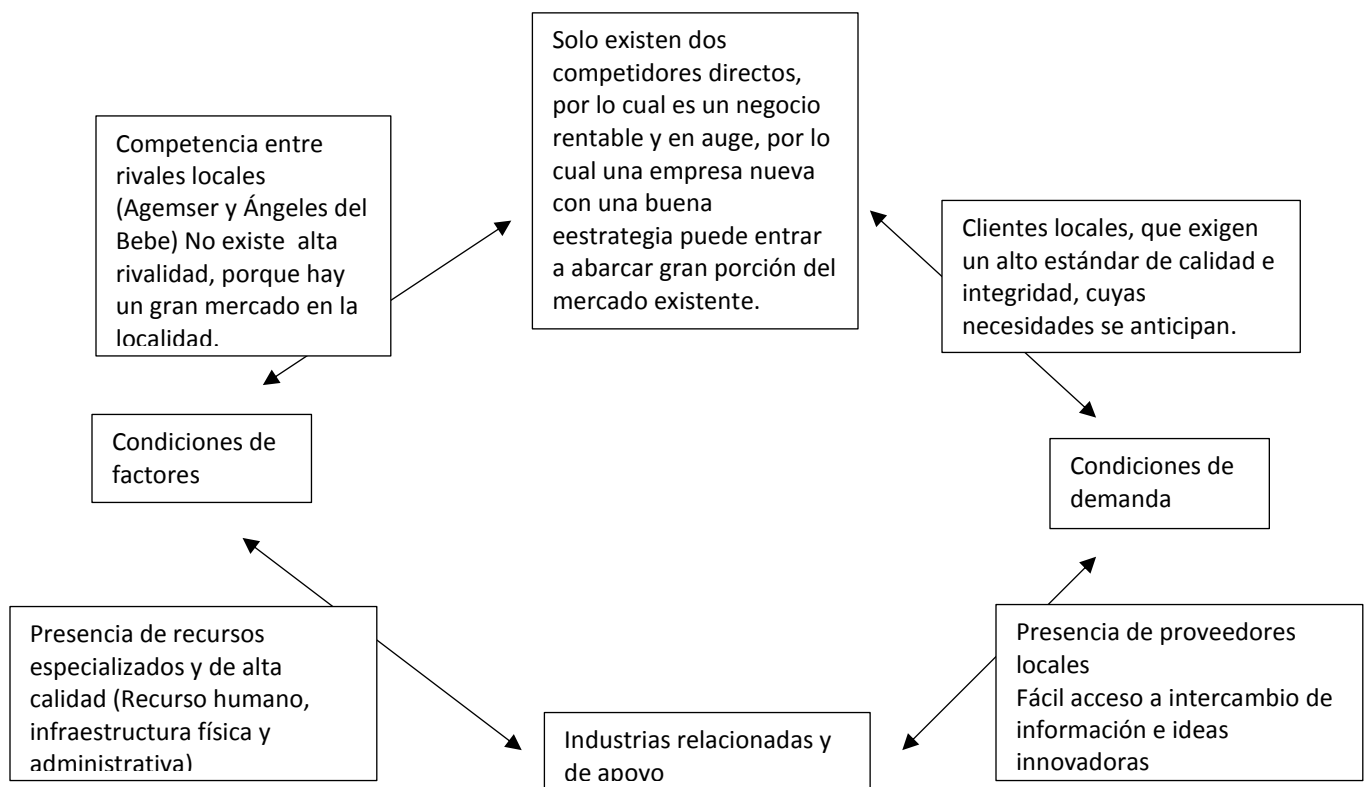 Solo existen dos
competidores directos,
por lo cual es un negocio
rentable y en auge, por lo
cual una empresa nueva
con una buena
eestrategia puede entrar
a abarcar gran porción del
mercado existente.
Competencia entre
rivales locales
(Agemser y Ángeles del
Bebe) No existe  alta
rivalidad, porque hay
un gran mercado en la
localidad.
Clientes locales, que exigen
un alto estándar de calidad e
integridad, cuyas
necesidades se anticipan.
Condiciones de
factores
Condiciones de
demanda
Presencia de recursos
especializados y de alta
calidad (Recurso humano,
infraestructura física y
administrativa)
Presencia de proveedores
locales
Fácil acceso a intercambio de
información e ideas
innovadoras
Industrias relacionadas y
de apoyo